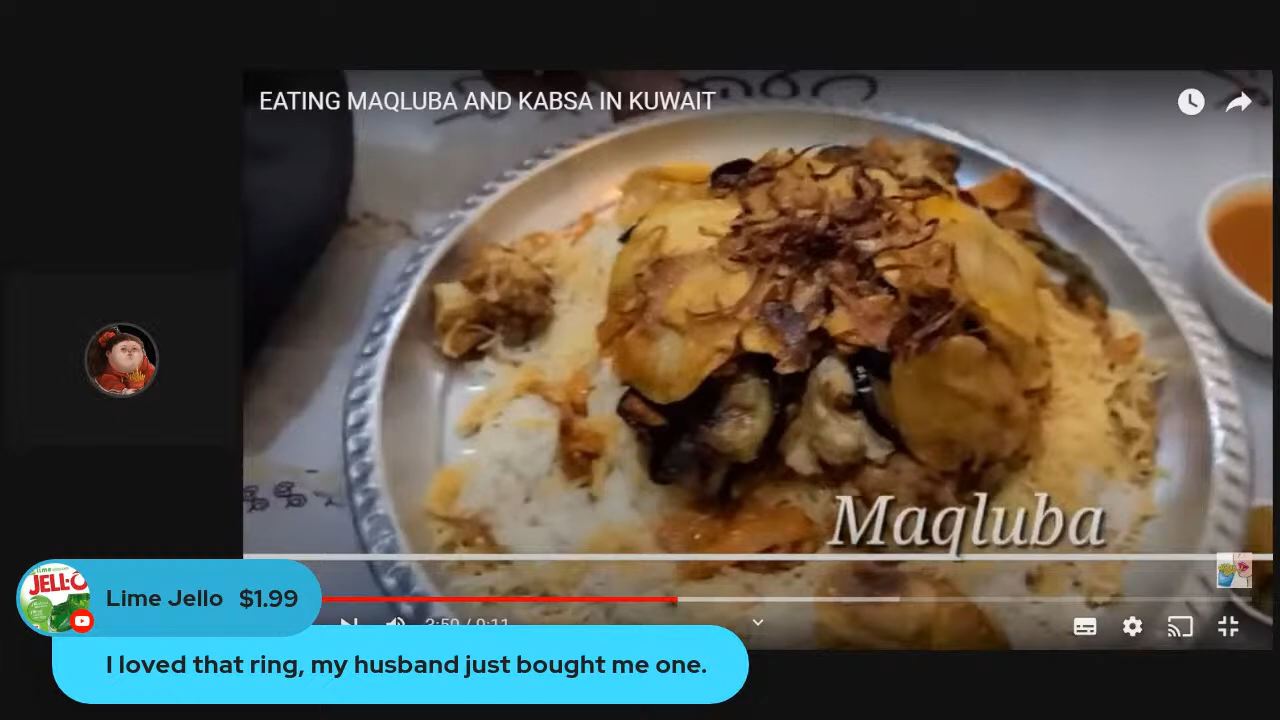 EATING MAQLUBA AND KABSA IN KUWAIT
Maqluba
JELL-O
Lime Jello $1.99
I loved that ring, my husband just bought me one.